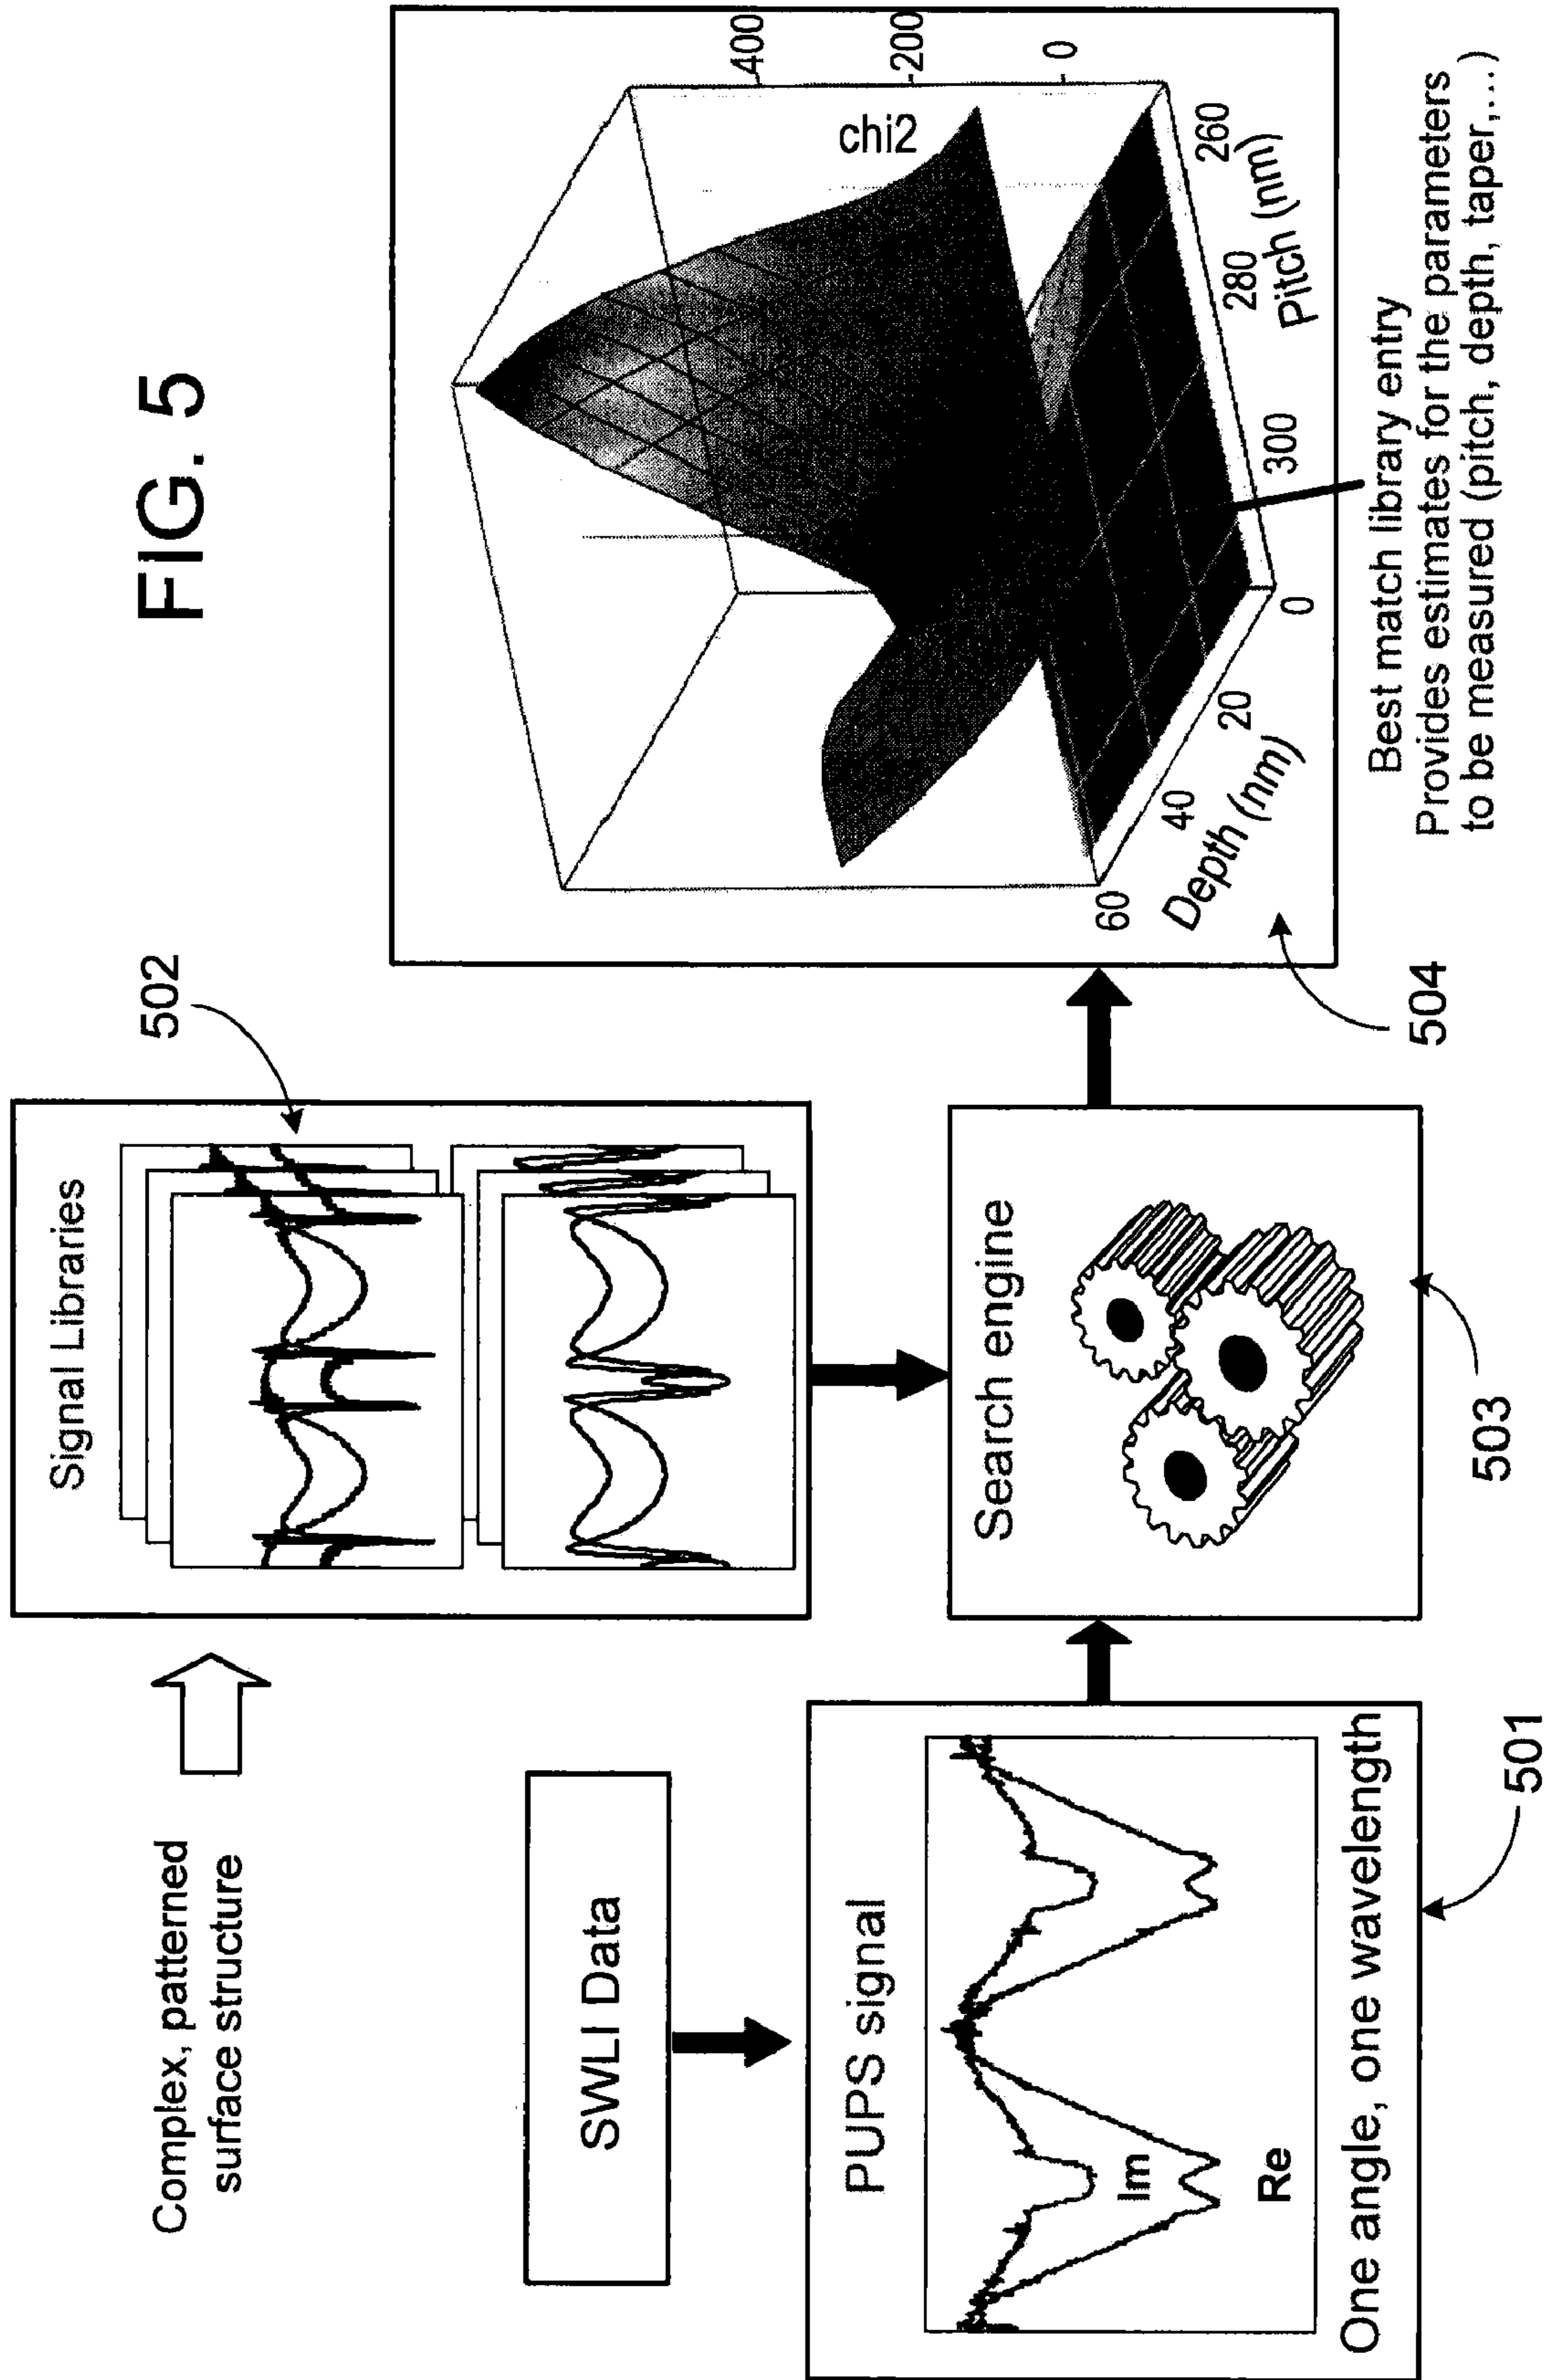 FIG. 5
Complex, patterned
surface structure
Signal Libraries
502
SWLI Data
PUPS signal
Im
Re
One angle, one wavelength
501
Search engine
503
chi2
400
200
0
260
280
300
Pitch (nm)
0
20
40
60
Depth (nm)
504
Best match library entry
Provides estimates for the parameters
to be measured (pitch, depth, taper,...)